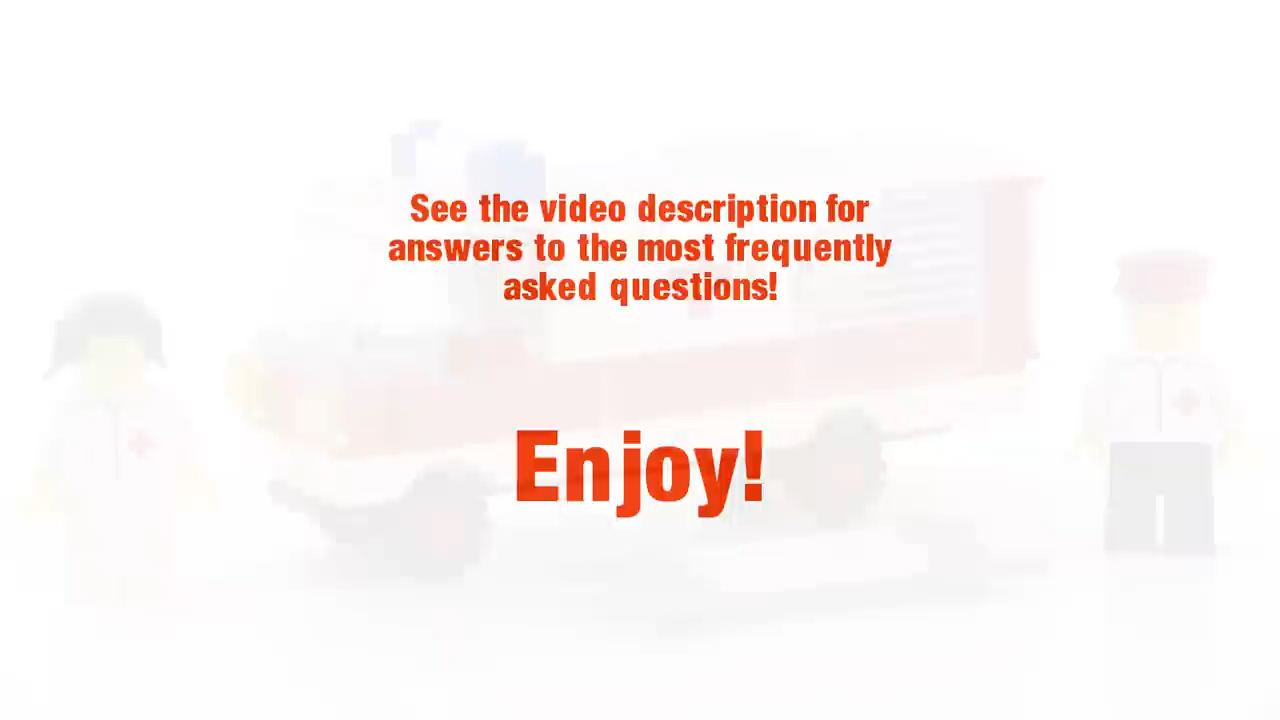 See the video description for
answers to the most frequently
asked questions!
Enjoy!